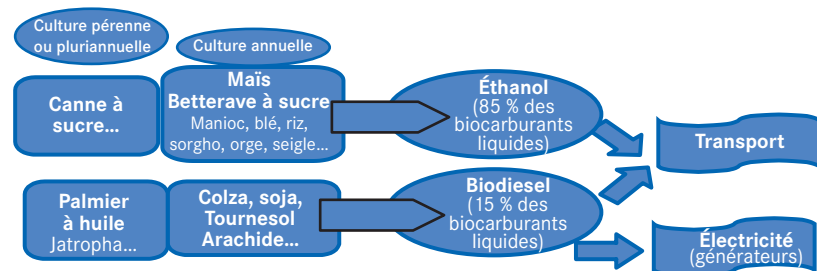 Culture pérenne
ou pluriannuelle
Culture annuelle
Canne à
sucre...
Maïs
Betterave à sucre
Manioc, blé, riz,
sorgho, orge, seigle...
Éthanol
(85 % des
biocarburants
liquides)
Transport
Palmier
à huile
Jatropha...
Colza, soja,
Tournesol
Arachide...
Biodiesel
(15 % des
biocarburants
liquides)
Électricité
(générateurs)